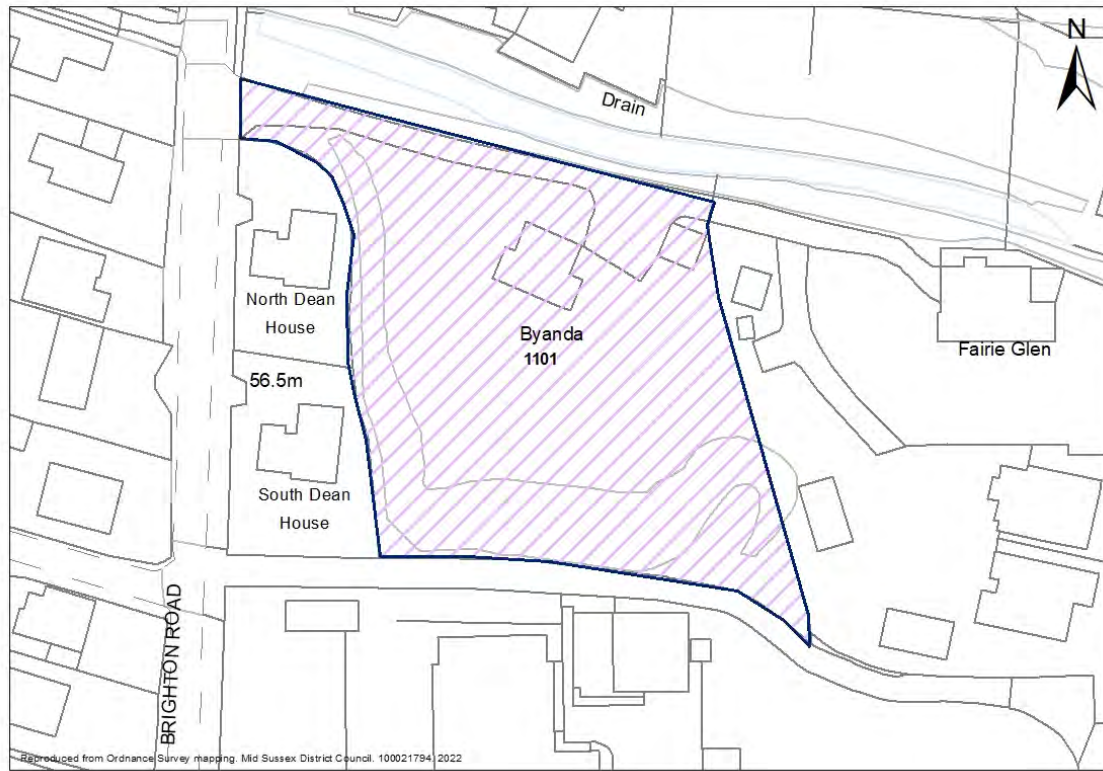 N
Drain
North Dean
House
Byanda
1101
Fairie Glen
56.5m
South Dean
House
BRIGHTON ROAD
Reproduced from Ordnance Survey mapping. Mid Sussex District Council. 100021794. 2022